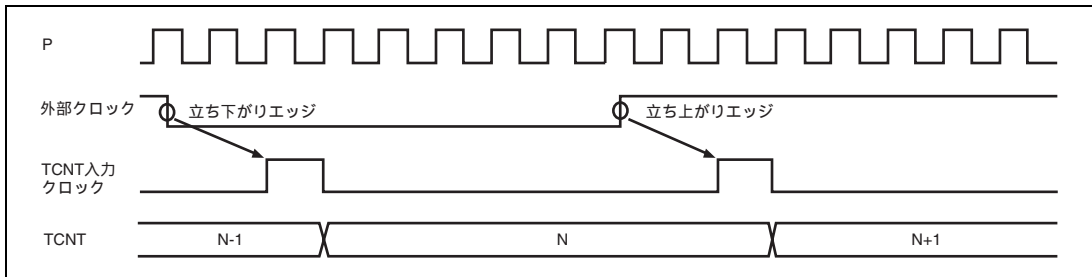 P
外部クロック
立ち下がりエッジ
立ち上がりエッジ
TCNT入力
クロック
TCNT
N-1
N
N+1